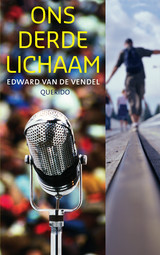 ONS
DERDE
LICHAAM
EDWARD VAN DE VENDEL
QUERIDO